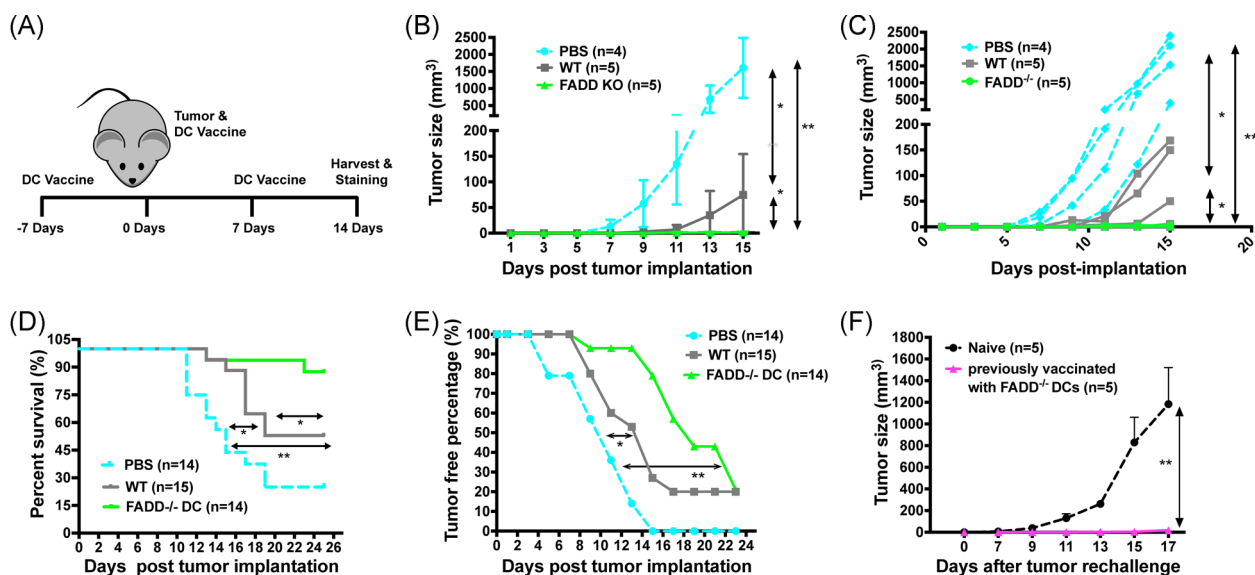 (A)
Tumor &
DC Vaccine
DC Vaccine
DC Vaccine
Harvest &
Staining
-7 Days
0 Days
7 Days
14 Days
(B)
Tumor size (mm³)
2500
2000
1500
1000
500
200
150
100
50
0
PBS (n=4)
WT (n=5)
FADD KO (n=5)
*
**
*
1 3 5 7 9 11 13 15
Days post tumor implantation
(C)
Tumor size (mm³)
2500
2000
1500
1000
500
200
150
100
50
0
PBS (n=4)
WT (n=5)
FADD⁻/⁻ (n=5)
*
**
*
0 5 10 15 20
Days post-implantation
(D)
Percent survival (%)
105
90
75
60
45
30
15
0
*
*
**
PBS (n=14)
WT (n=15)
FADD-/- DC (n=14)
0 2 4 6 8 10 12 14 16 18 20 22 24 26
Days post tumor implantation
(E)
Tumor free percentage (%)
100
90
80
70
60
50
40
30
20
10
0
PBS (n=14)
WT (n=15)
FADD-/- DC (n=14)
*
**
0 2 4 6 8 10 12 14 16 18 20 22 24
Days post tumor implantation
(F)
Tumor size (mm³)
1800
1600
1400
1200
1000
800
600
400
200
0
Naive (n=5)
previously vaccinated
with FADD⁻/⁻ DCs (n=5)
**
0 7 9 11 13 15 17
Days after tumor rechallenge